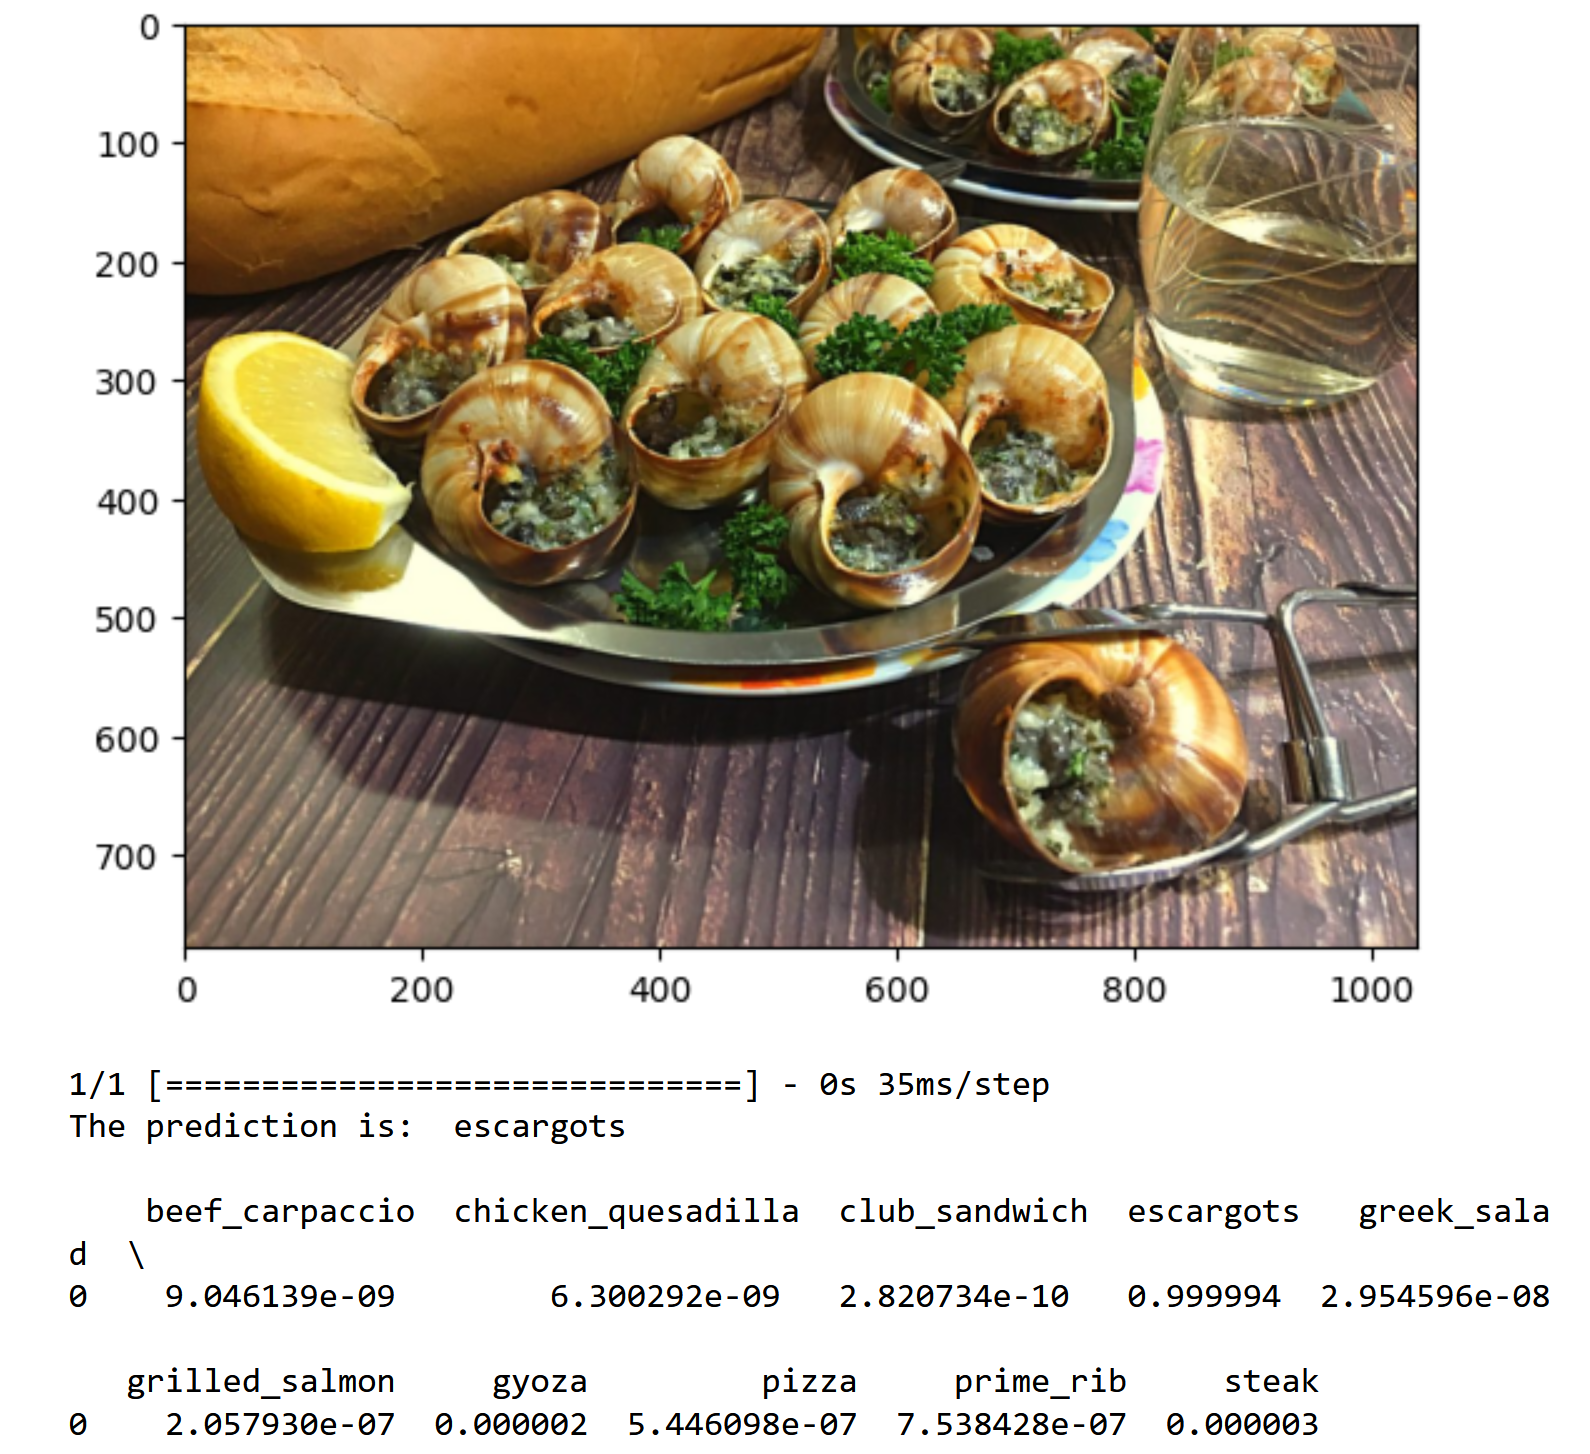 0
100
200
300
400
500
600
700
0 200 400 600 800 1000
1/1 [==============================] - 0s 35ms/step
The prediction is:  escargots
beef_carpaccio  chicken_quesadilla  club_sandwich  escargots   greek_sala
d  \
0    9.046139e-09        6.300292e-09   2.820734e-10   0.999994  2.954596e-08
grilled_salmon     gyoza         pizza     prime_rib     steak
0    2.057930e-07  0.000002  5.446098e-07  7.538428e-07  0.000003